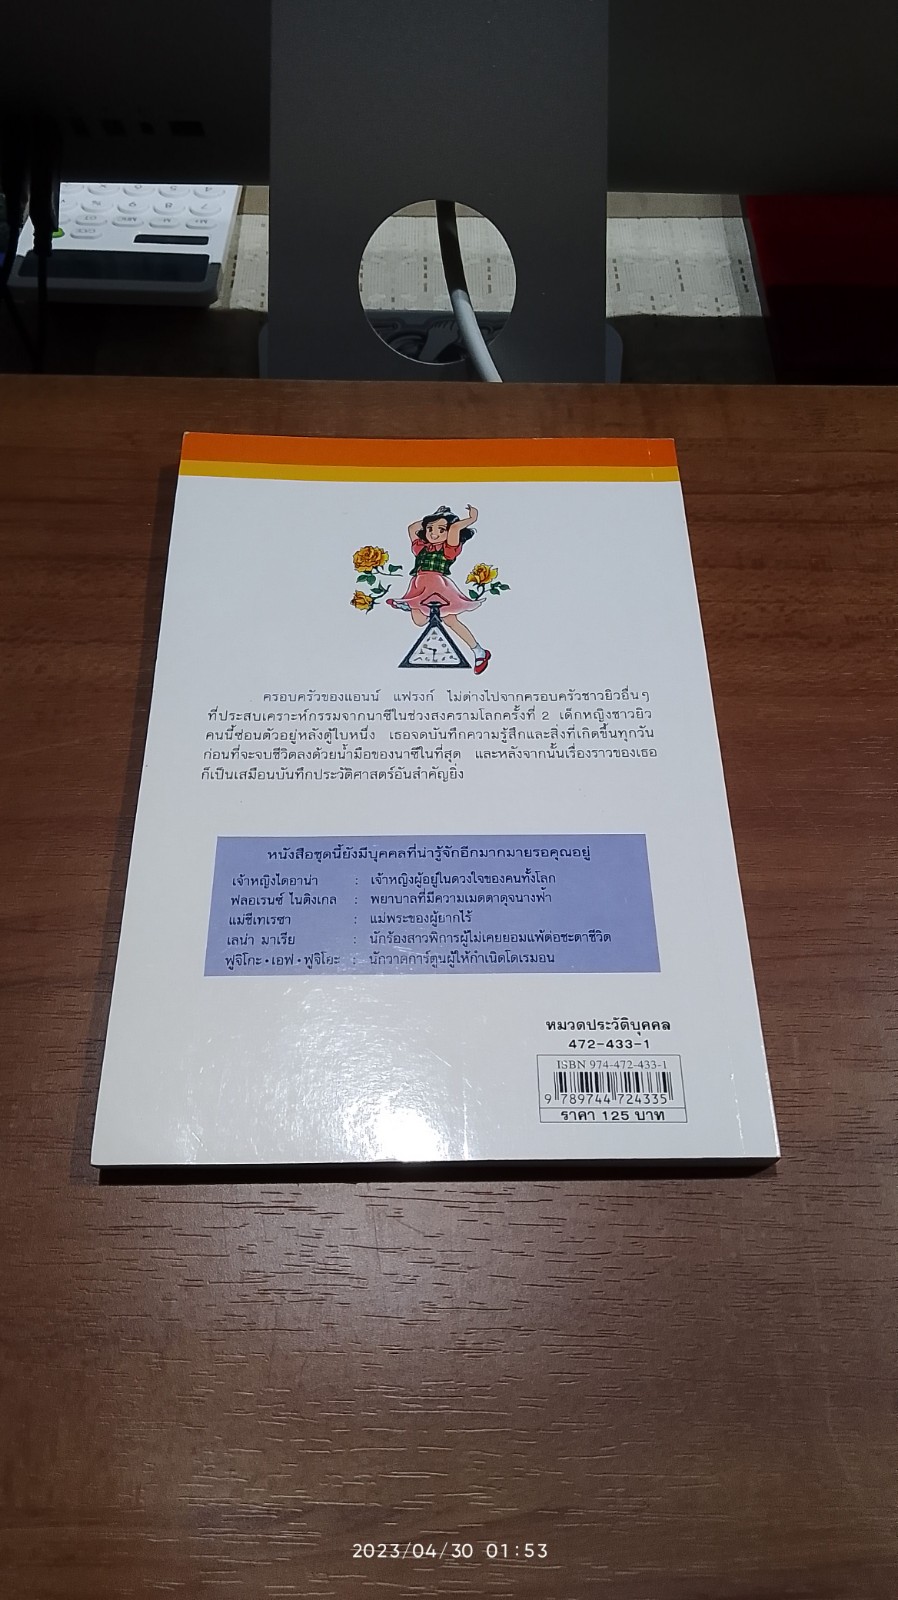 ครอบครัวของแอนน์ แฟรงก์ ไม่ต่างไปจากครอบครัวชาวยิวอื่นๆ
ที่ประสบเคราะห์กรรมจากนาซีในช่วงสงครามโลกครั้งที่ 2 เด็กหญิงชาวยิว
คนนี้ซ่อนตัวอยู่หลังตู้ใบหนึ่ง เธอจดบันทึกความรู้สึกและสิ่งที่เกิดขึ้นทุกวัน
ก่อนที่จะจบชีวิตลงด้วยน้ำมือของนาซีในที่สุด และหลังจากนั้นเรื่องราวของเธอ
ก็เป็นเสมือนบันทึกประวัติศาสตร์อันสำคัญยิ่ง
หนังสือชุดนี้ยังมีบุคคลที่น่ารู้จักอีกมากมายรอคุณอยู่
เจ้าหญิงไดอาน่า : เจ้าหญิงผู้อยู่ในดวงใจของคนทั้งโลก
ฟลอเรนซ์ ไนติงเกล : พยาบาลที่มีความเมตตาดุจนางฟ้า
แม่ชีเทเรซา : แม่พระของผู้ยากไร้
เลน่า มาเรีย : นักร้องสาวพิการผู้ไม่เคยยอมแพ้ต่อชะตาชีวิต
ฟูจิโกะ • เอฟ • ฟูจิโอะ : นักวาดการ์ตูนผู้ให้กำเนิดโดเรมอน
หมวดประวัติบุคคล
472-433-1
ISBN 974-472-433-1
9 789744 724335
ราคา 125 บาท
2023/04/30 01:53